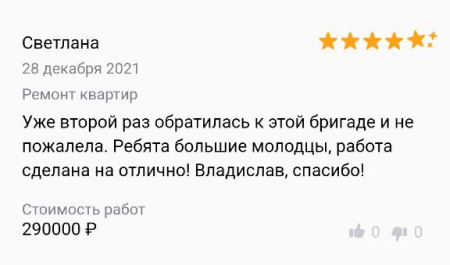 Светлана
28 декабря 2021
Ремонт квартир
Уже второй раз обратилась к этой бригаде и не
пожалела. Ребята большие молодцы, работа
сделана на отлично! Владислав, спасибо!
Стоимость работ
290000 ₽
0 0